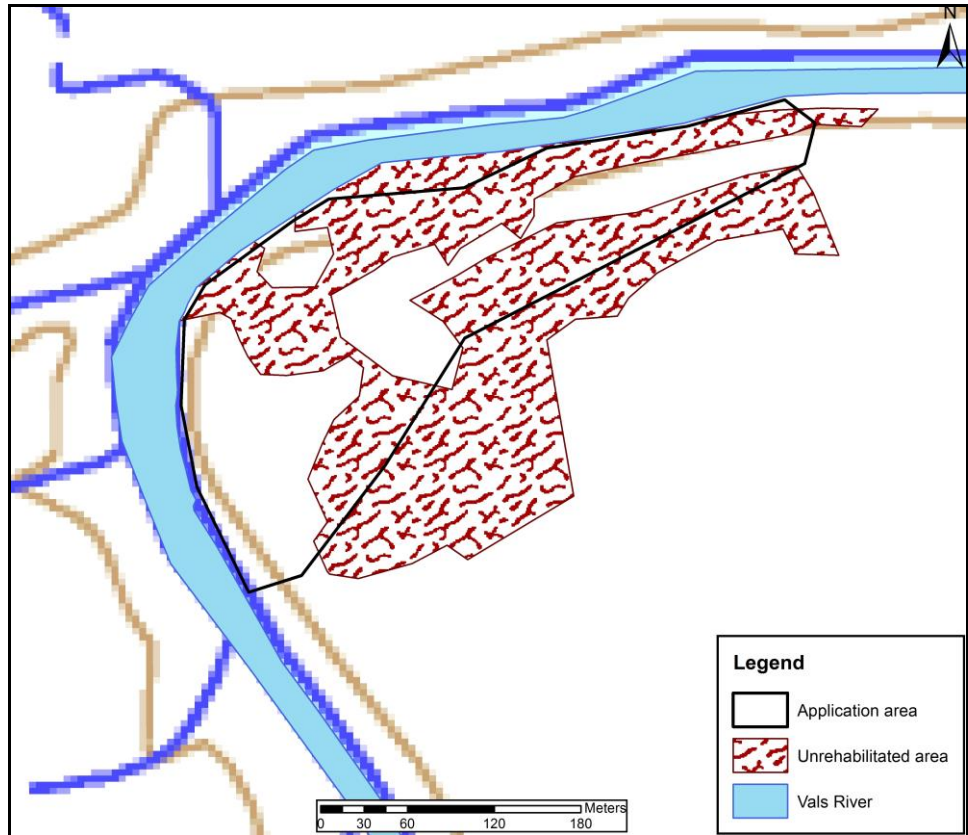 N
Legend
Application area
Unrehabilitated area
Vals River
Meters
0 30 60 120 180